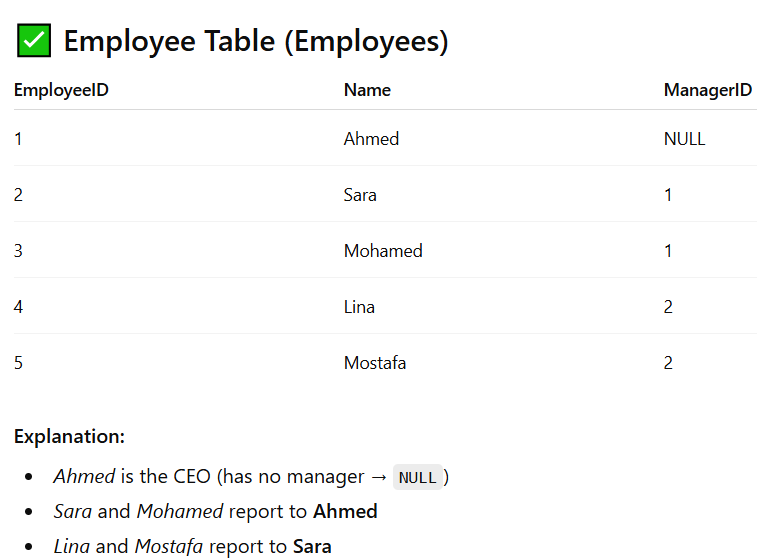 ✅ Employee Table (Employees)
EmployeeID Name ManagerID
1 Ahmed NULL
2 Sara 1
3 Mohamed 1
4 Lina 2
5 Mostafa 2
Explanation:
• Ahmed is the CEO (has no manager → NULL)
• Sara and Mohamed report to Ahmed
• Lina and Mostafa report to Sara